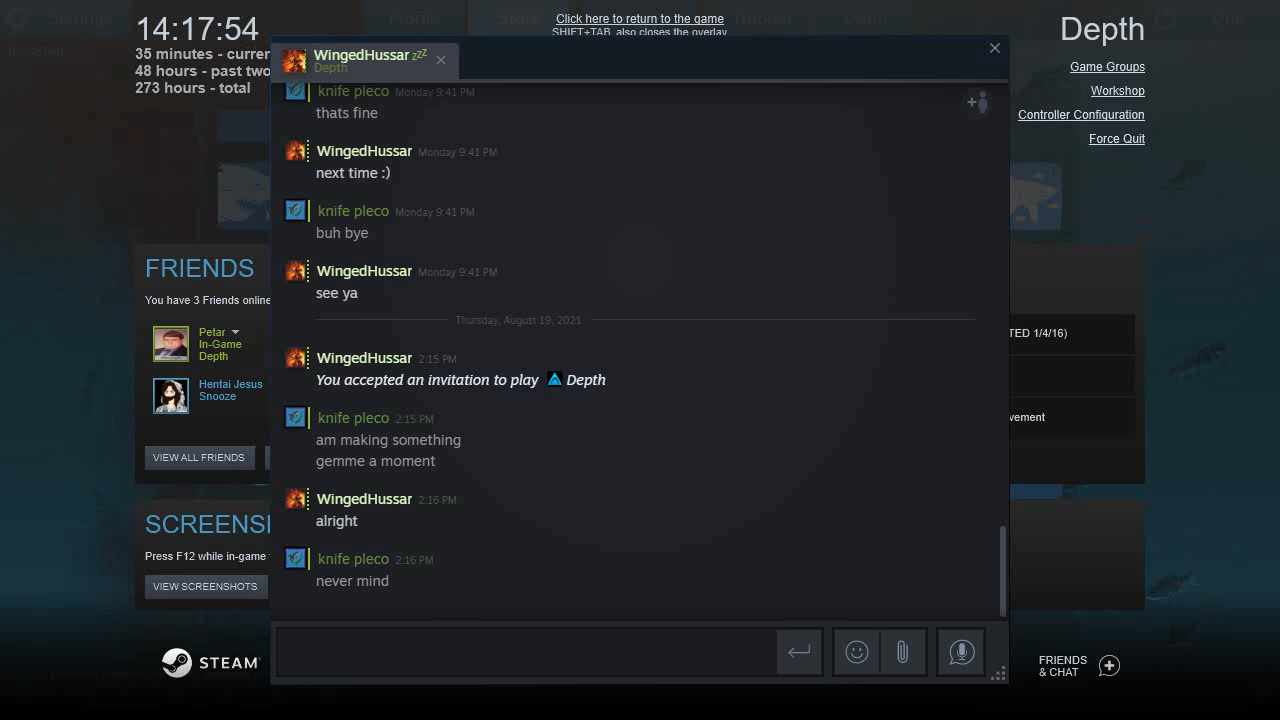 14:17:54
35 minutes - curren
48 hours - past two
273 hours - total
Click here to return to the game
SHIFT+TAB also closes the overlay
Depth
Game Groups
Workshop
Controller Configuration
Force Quit
WingedHussar zzZ
Depth
knife pleco Monday 9:41 PM
thats fine
WingedHussar Monday 9:41 PM
next time :)
knife pleco Monday 9:41 PM
buh bye
WingedHussar Monday 9:41 PM
see ya
Thursday, August 19, 2021
WingedHussar 2:15 PM
You accepted an invitation to play Depth
knife pleco 2:15 PM
am making something
gemme a moment
WingedHussar 2:16 PM
alright
knife pleco 2:16 PM
never mind
FRIENDS
You have 3 Friends online
Petar
In-Game
Depth
Hentai Jesus
Snooze
VIEW ALL FRIENDS
TED 1/4/16)
vement
SCREENS
Press F12 while in-game
VIEW SCREENSHOTS
STEAM
FRIENDS
& CHAT